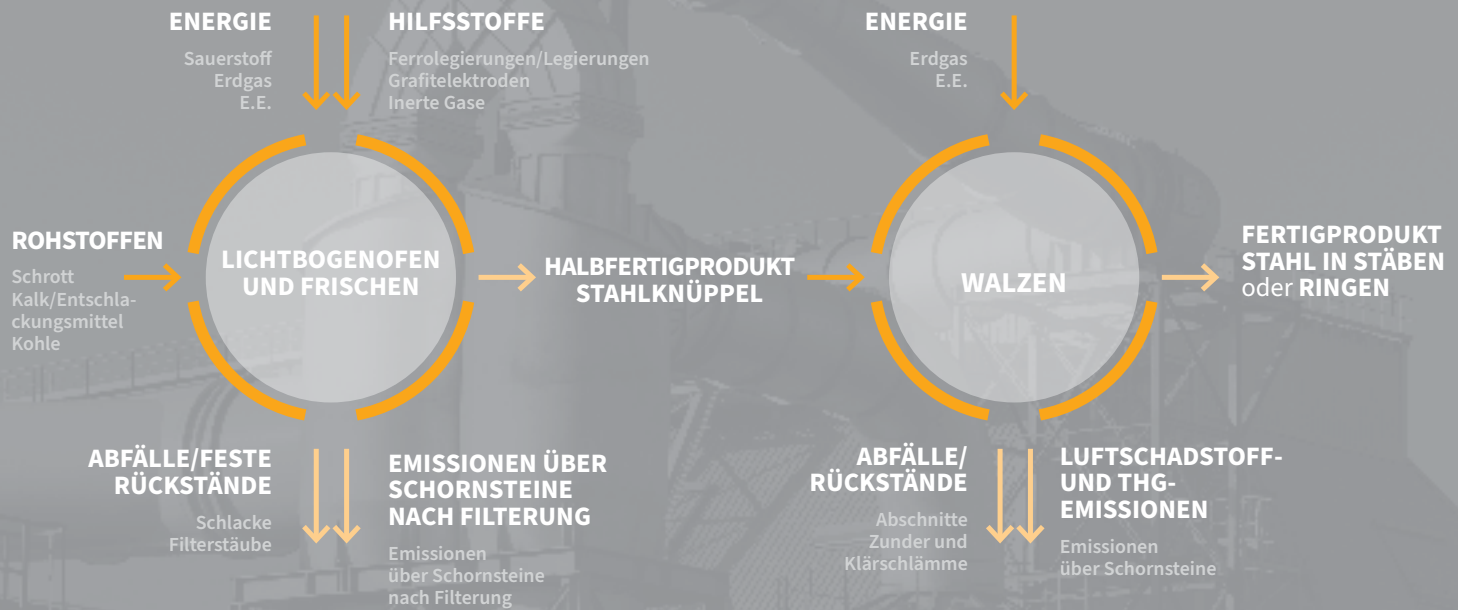 ENERGIE
Sauerstoff
Erdgas
E.E.
HILFSSTOFFE
Ferrolegierungen/Legierungen
Grafitelektroden
Inerte Gase
ENERGIE
Erdgas
E.E.
ROHSTOFFEN
Schrott
Kalk/Entschla-
ckungsmittel
Kohle
LICHTBOGENOFEN
UND FRISCHEN
HALBFERTIGPRODUKT
STAHLKNÜPPEL
WALZEN
FERTIGPRODUKT
STAHL IN STÄBEN
oder RINGEN
ABFÄLLE/FESTE
RÜCKSTÄNDE
Schlacke
Filterstäube
EMISSIONEN ÜBER
SCHORNSTEINE
NACH FILTERUNG
Emissionen
über Schornsteine
nach Filterung
ABFÄLLE/
RÜCKSTÄNDE
Abschnitte
Zunder und
Klärschlämme
LUFTSCHADSTOFF-
UND THG-
EMISSIONEN
Emissionen
über Schornsteine